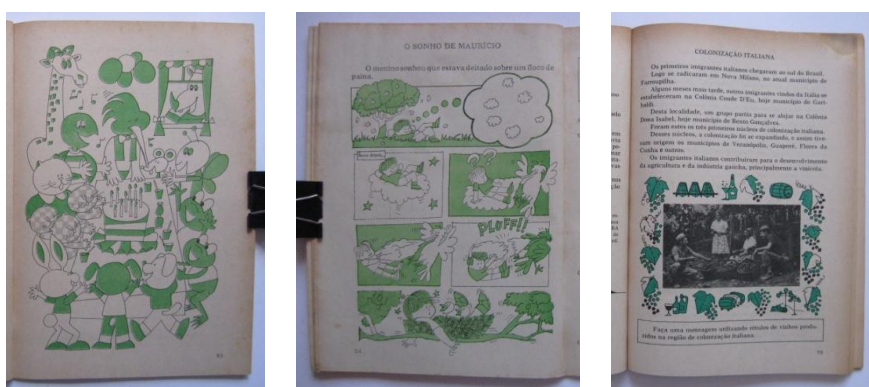 O SONHO DE MAURÍCIO
O menino sonhou que estava deitado sobre um floco de
paina.
PLUFF!!
COLONIZAÇÃO ITALIANA
Os primeiros imigrantes italianos chegaram ao sul do Brasil.
Logo se radicaram em Nova Milano, no atual município de
Farroupilha.
Alguns meses mais tarde, outros imigrantes vindos da Itália se
estabeleceram na Colônia Conde D'Eu, hoje município de Gari-
baldi.
Desta localidade, um grupo partiu para se alojar na Colônia
Dona Isabel, hoje município de Bento Gonçalves.
Foram estes os três primeiros núcleos de colonização italiana.
Desses núcleos, a colonização foi se expandindo, e assim tive-
ram origem os municípios de Veranópolis, Guaporé, Flores da
Cunha e outros.
Os imigrantes italianos contribuíram para o desenvolvimento
da agricultura e da indústria gaúcha, principalmente a vinícola.
Faça uma montagem utilizando rótulos de vinhos produ-
zidos na região de colonização italiana.